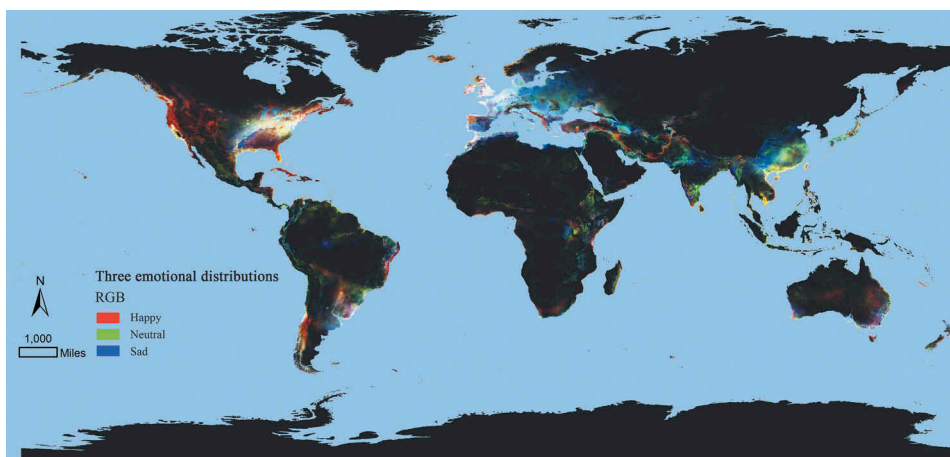 Three emotional distributions
RGB
Happy
Neutral
Sad
N
1,000
Miles